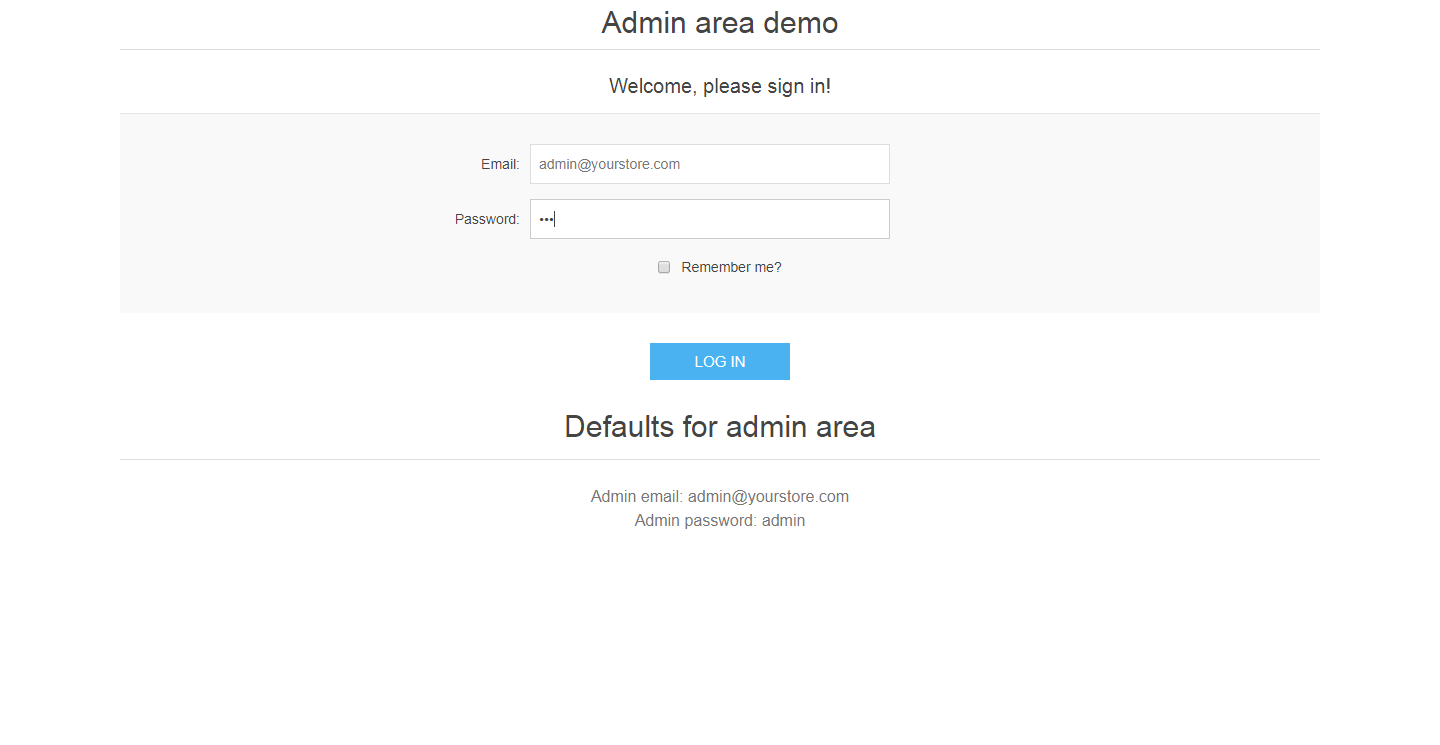 Admin area demo
Welcome, please sign in!
Email: admin@yourstore.com
Password: •••
Remember me?
LOG IN
Defaults for admin area
Admin email: admin@yourstore.com
Admin password: admin